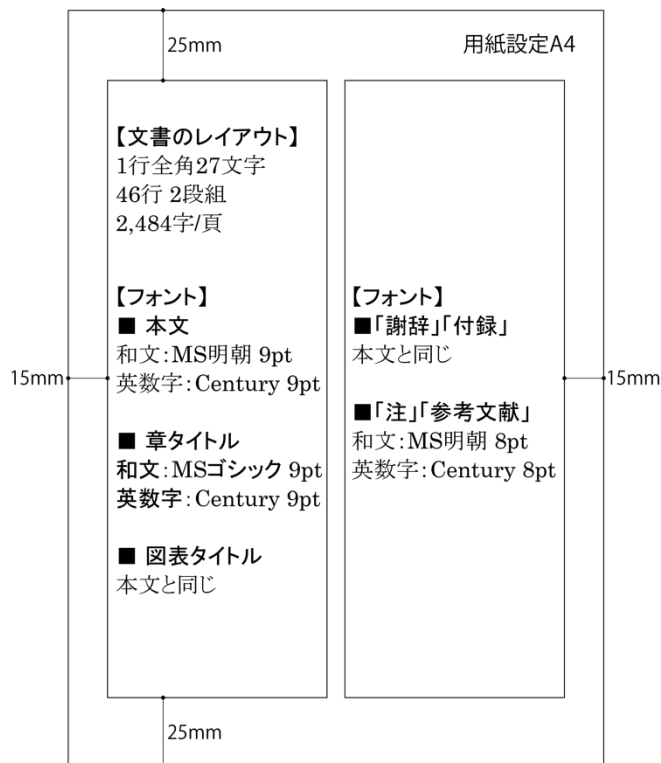 25mm
用紙設定A4
【文書のレイアウト】
1行全角27文字
46行 2段組
2,484字/頁
【フォント】
■ 本文
和文:MS明朝 9pt
英数字:Century 9pt
■ 章タイトル
和文:MSゴシック 9pt
英数字:Century 9pt
■ 図表タイトル
本文と同じ
【フォント】
■「謝辞」「付録」
本文と同じ
■「注」「参考文献」
和文:MS明朝 8pt
英数字:Century 8pt
15mm
15mm
25mm